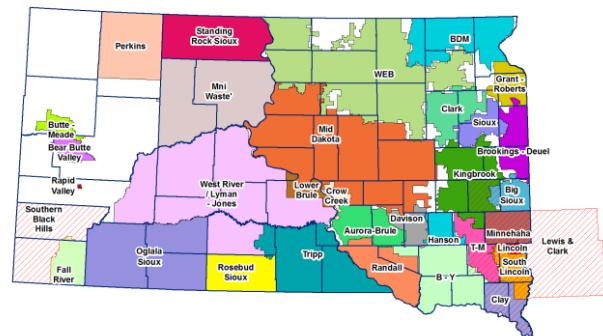 Standing
Rock Sioux
Perkins
BDM
WEB
Grant -
Roberts
Mni
Waste'
Clark
Butte -
Meade
Bear Butte
Valley
Sioux
Mid
Dakota
Brookings - Deuel
Kingbrook
Rapid
Valley
West River
/ Lyman
- Jones
Lower
Brule
Crow
Creek
Big
Sioux
Southern
Black
Hills
Davison
Aurora-Brule
Hanson
Minnehaha
Lewis &
Clark
T-M
Lincoln
South
Lincoln
Fall
River
Oglala
Sioux
Rosebud
Sioux
Tripp
Randall
B - Y
Clay